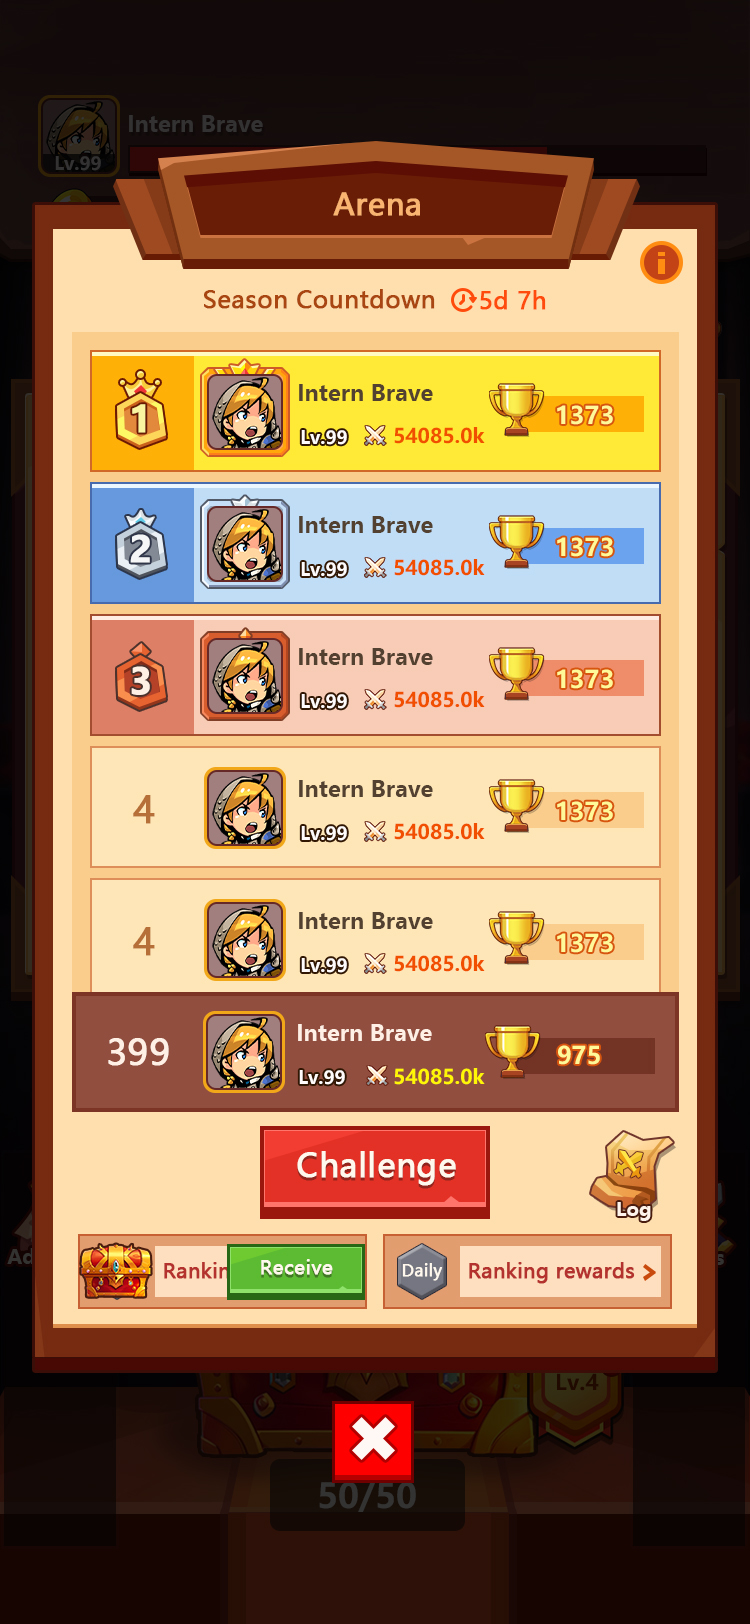 Intern Brave
Lv.99
Arena
Season Countdown 5d 7h
1
Intern Brave
Lv.99 54085.0k
1373
2
Intern Brave
Lv.99 54085.0k
1373
3
Intern Brave
Lv.99 54085.0k
1373
4
Intern Brave
Lv.99 54085.0k
1373
4
Intern Brave
Lv.99 54085.0k
1373
399
Intern Brave
Lv.99 54085.0k
975
Challenge
Log
Rankin
Receive
Daily
Ranking rewards >
Lv.4
50/50